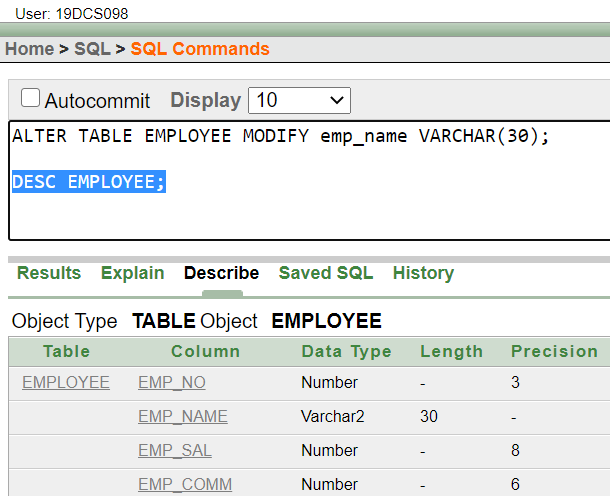 User: 19DCS098
Home > SQL > SQL Commands
Autocommit Display 10
ALTER TABLE EMPLOYEE MODIFY emp_name VARCHAR(30);
DESC EMPLOYEE;
Results Explain Describe Saved SQL History
Object Type TABLE Object EMPLOYEE
Table Column Data Type Length Precision
EMPLOYEE EMP_NO Number - 3
EMP_NAME Varchar2 30 -
EMP_SAL Number - 8
EMP_COMM Number - 6